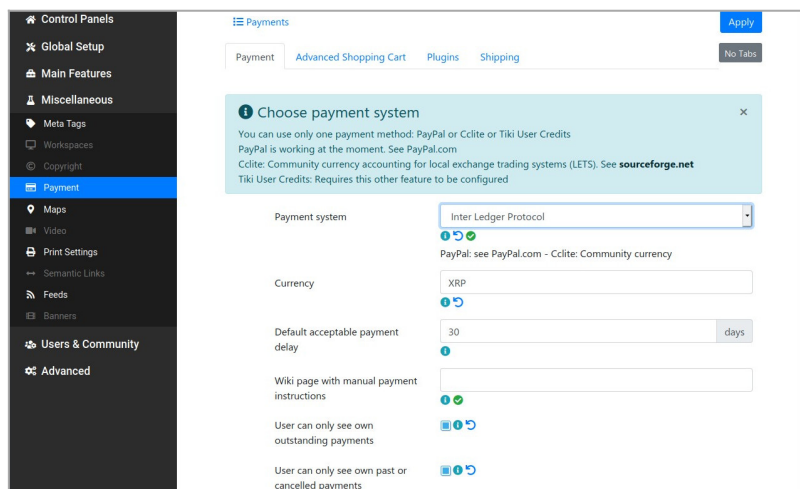 Control Panels
Global Setup
Main Features
Miscellaneous
Meta Tags
Workspaces
Copyright
Payment
Maps
Video
Print Settings
Semantic Links
Feeds
Banners
Users & Community
Advanced
Payments
Apply
Payment Advanced Shopping Cart Plugins Shipping
No Tabs
Choose payment system ×
You can use only one payment method: PayPal or Cclite or Tiki User Credits
PayPal is working at the moment. See PayPal.com
Cclite: Community currency accounting for local exchange trading systems (LETS). See sourceforge.net
Tiki User Credits: Requires this other feature to be configured
Payment system Inter Ledger Protocol
PayPal: see PayPal.com - Cclite: Community currency
Currency XRP
Default acceptable payment
delay
30 days
Wiki page with manual payment
instructions
User can only see own
outstanding payments
User can only see own past or
cancelled payments